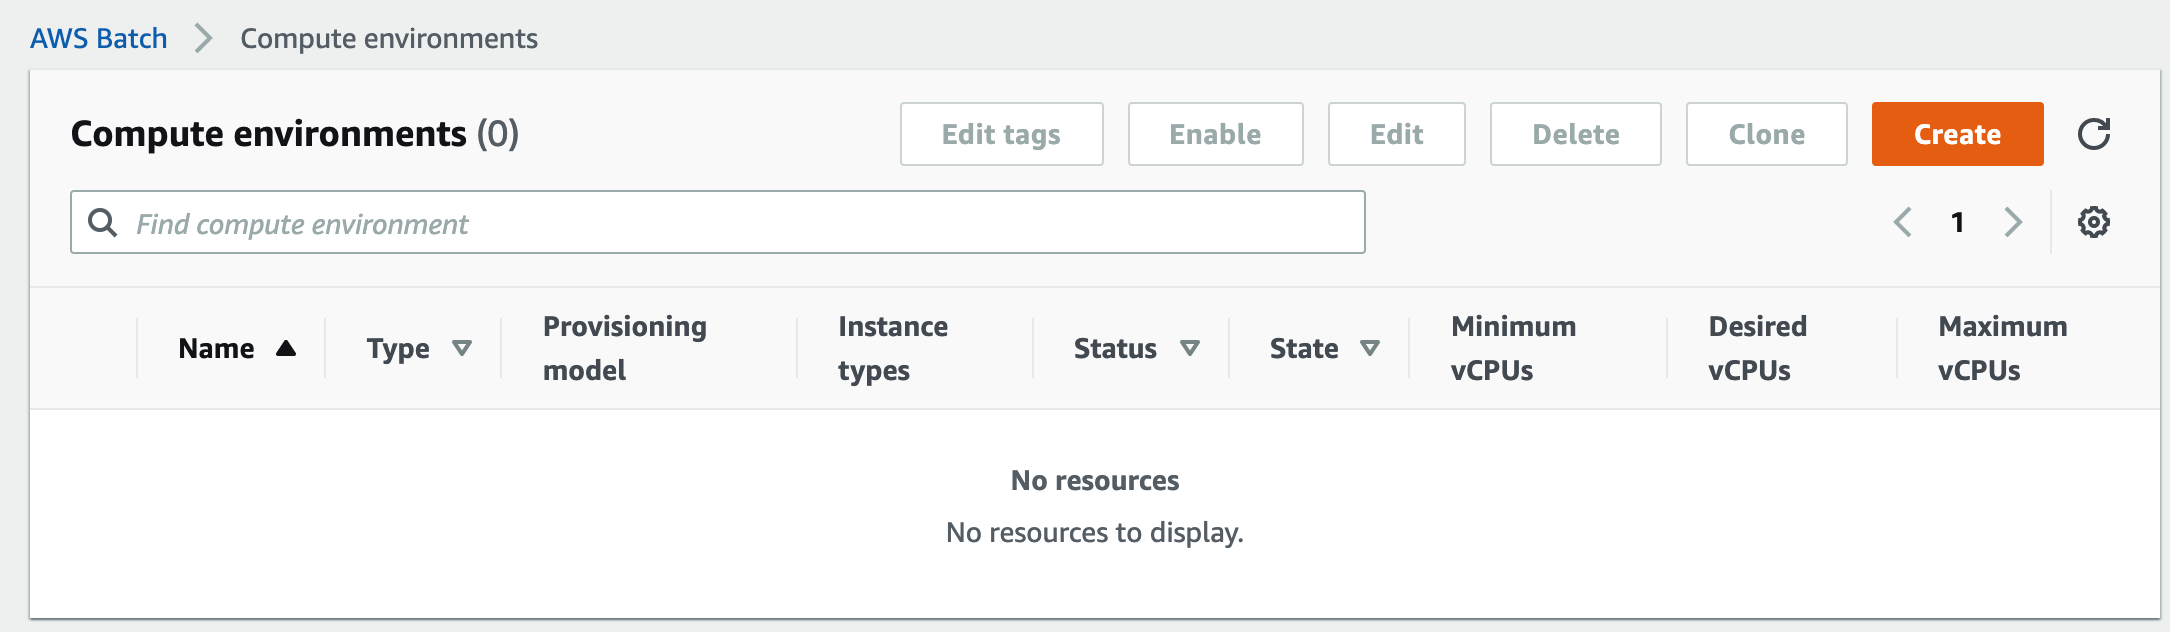 AWS Batch > Compute environments
Compute environments (0)
Edit tags
Enable
Edit
Delete
Clone
Create
Find compute environment
1
Name
Type
Provisioning model
Instance types
Status
State
Minimum vCPUs
Desired vCPUs
Maximum vCPUs
No resources
No resources to display.